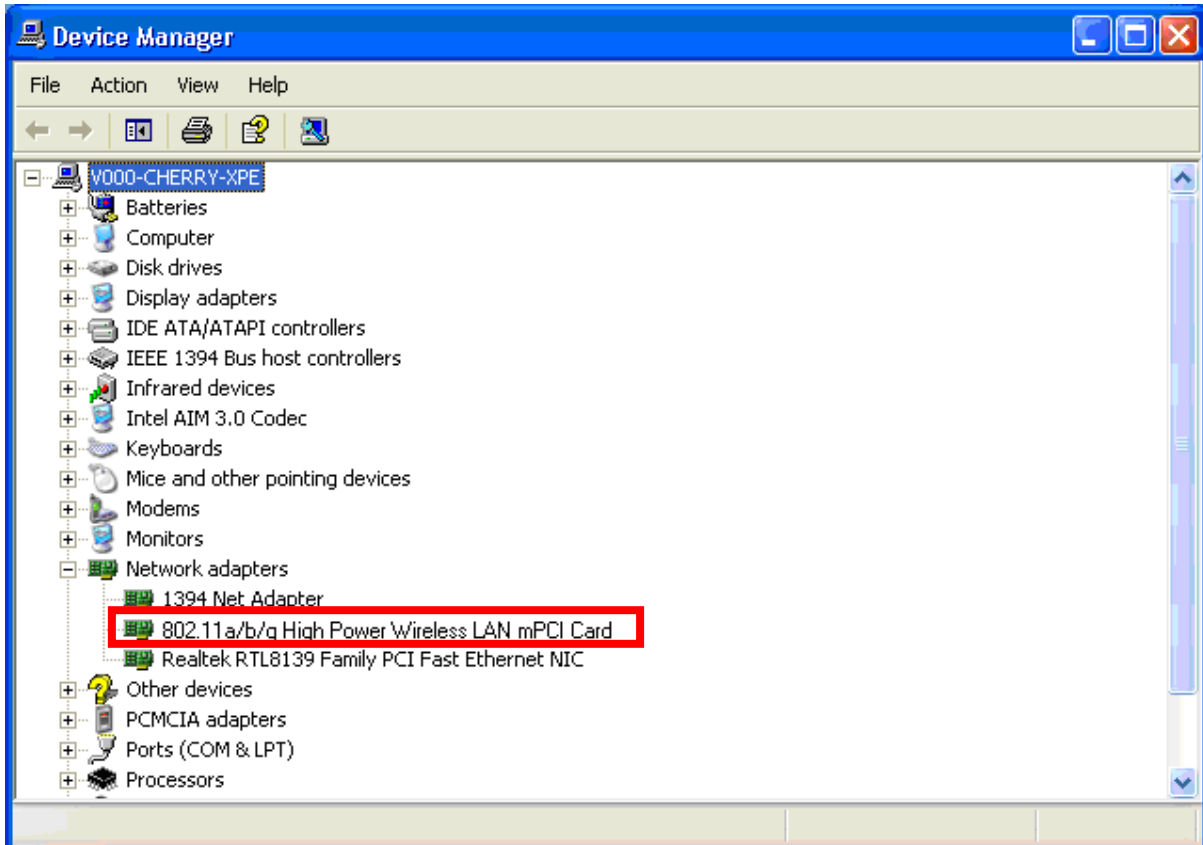 Device Manager
File Action View Help
V000-CHERRY-XPE
Batteries
Computer
Disk drives
Display adapters
IDE ATA/ATAPI controllers
IEEE 1394 Bus host controllers
Infrared devices
Intel AIM 3.0 Codec
Keyboards
Mice and other pointing devices
Modems
Monitors
Network adapters
1394 Net Adapter
802.11a/b/g High Power Wireless LAN mPCI Card
Realtek RTL8139 Family PCI Fast Ethernet NIC
Other devices
PCMCIA adapters
Ports (COM & LPT)
Processors